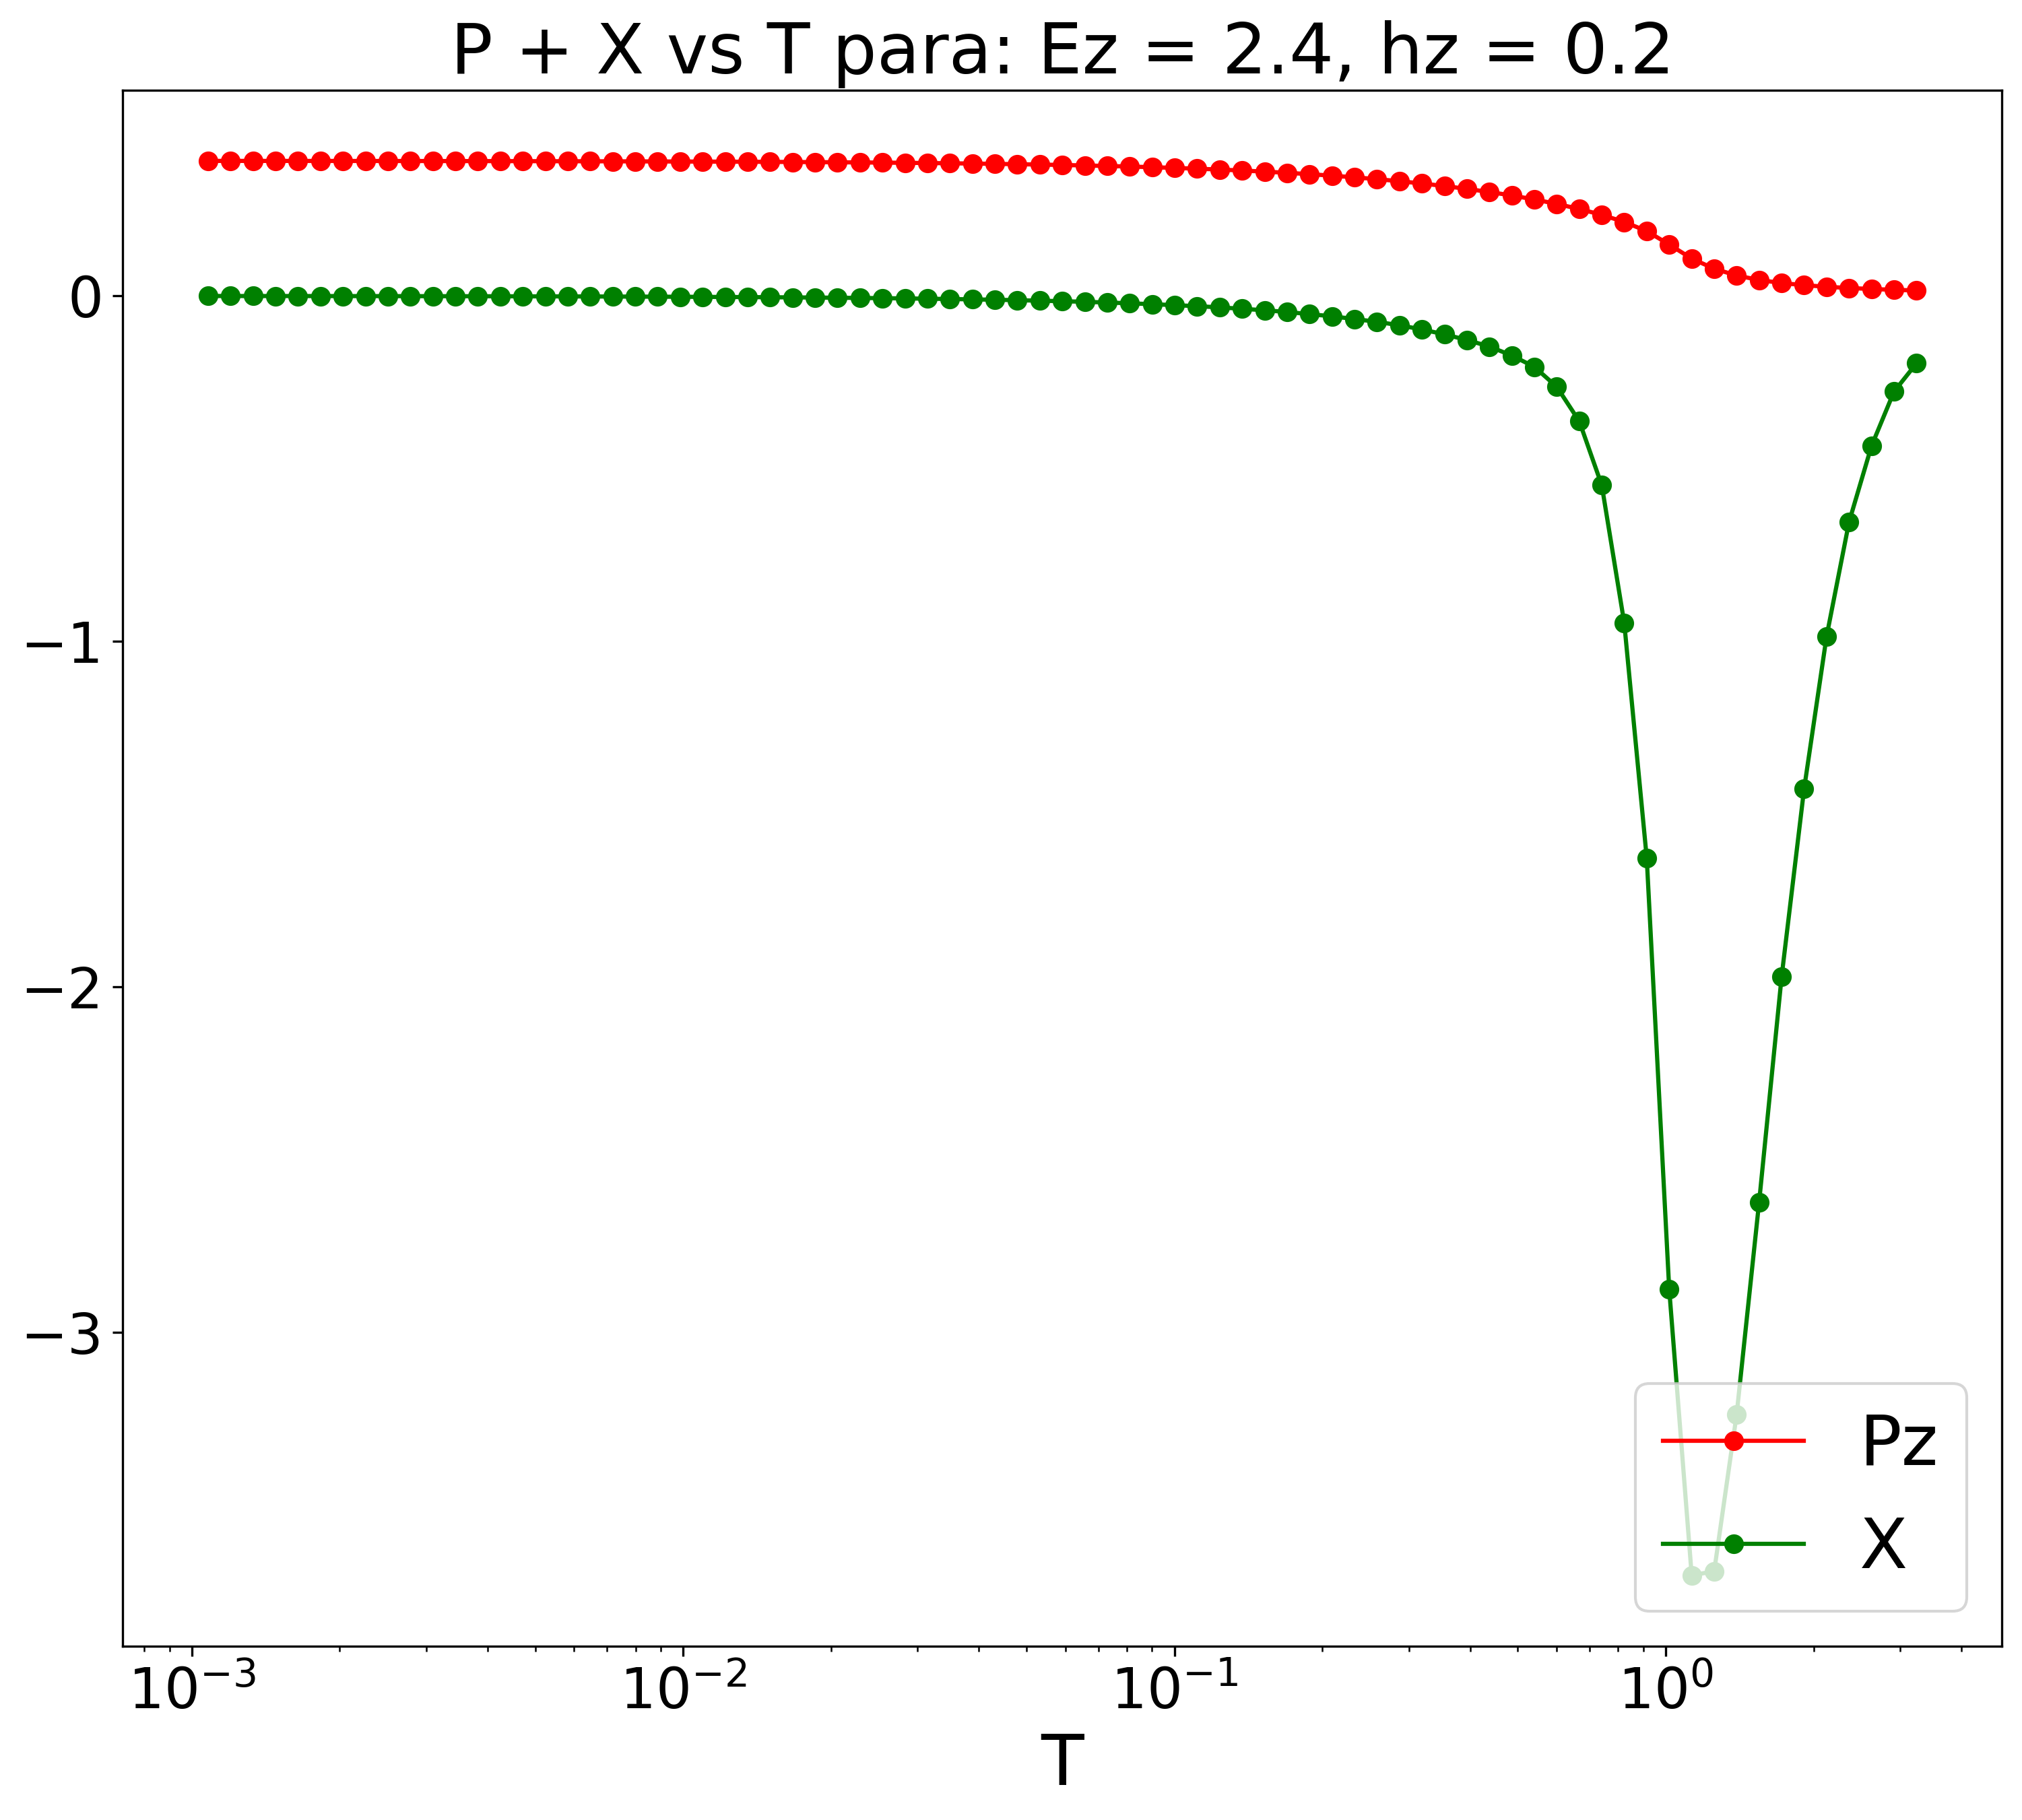 P + X vs T para: Ez = 2.4, hz = 0.2
0
−1
−2
−3
Pz
X
10⁻³ 10⁻² 10⁻¹ 10⁰
T